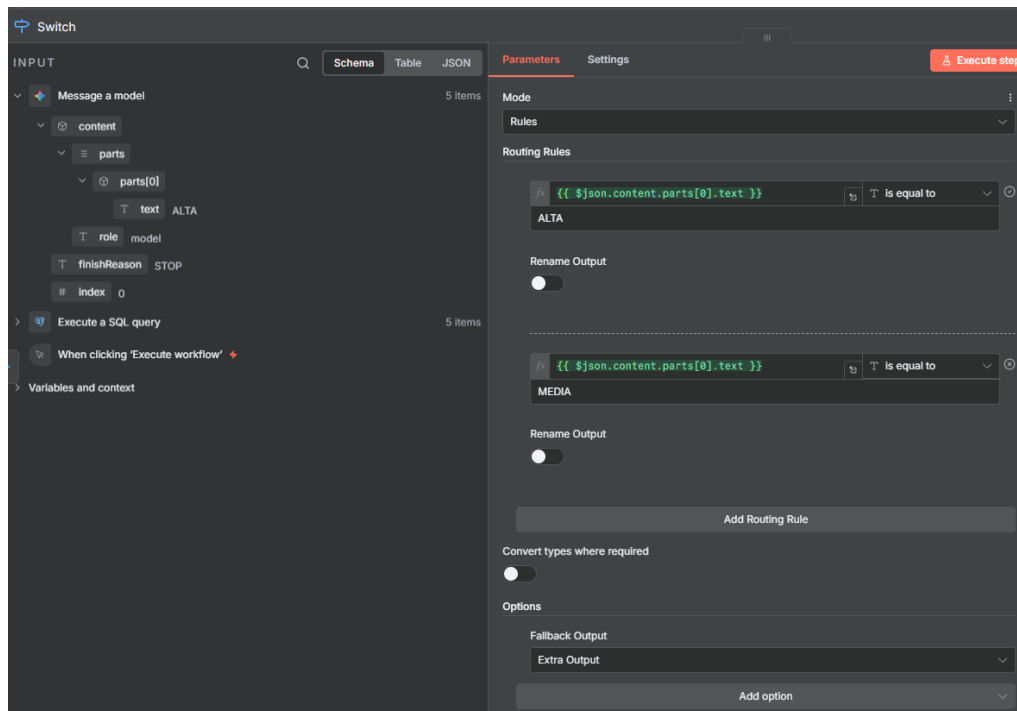 Switch
INPUT
Schema Table JSON
Message a model 5 items
content
parts
parts[0]
T text ALTA
T role model
T finishReason STOP
# index 0
Execute a SQL query 5 items
When clicking ‘Execute workflow’
Variables and context
Parameters Settings
Execute step
Mode
Rules
Routing Rules
fx {{ $json.content.parts[0].text }} T is equal to
ALTA
Rename Output
fx {{ $json.content.parts[0].text }} T is equal to
MEDIA
Rename Output
Add Routing Rule
Convert types where required
Options
Fallback Output
Extra Output
Add option